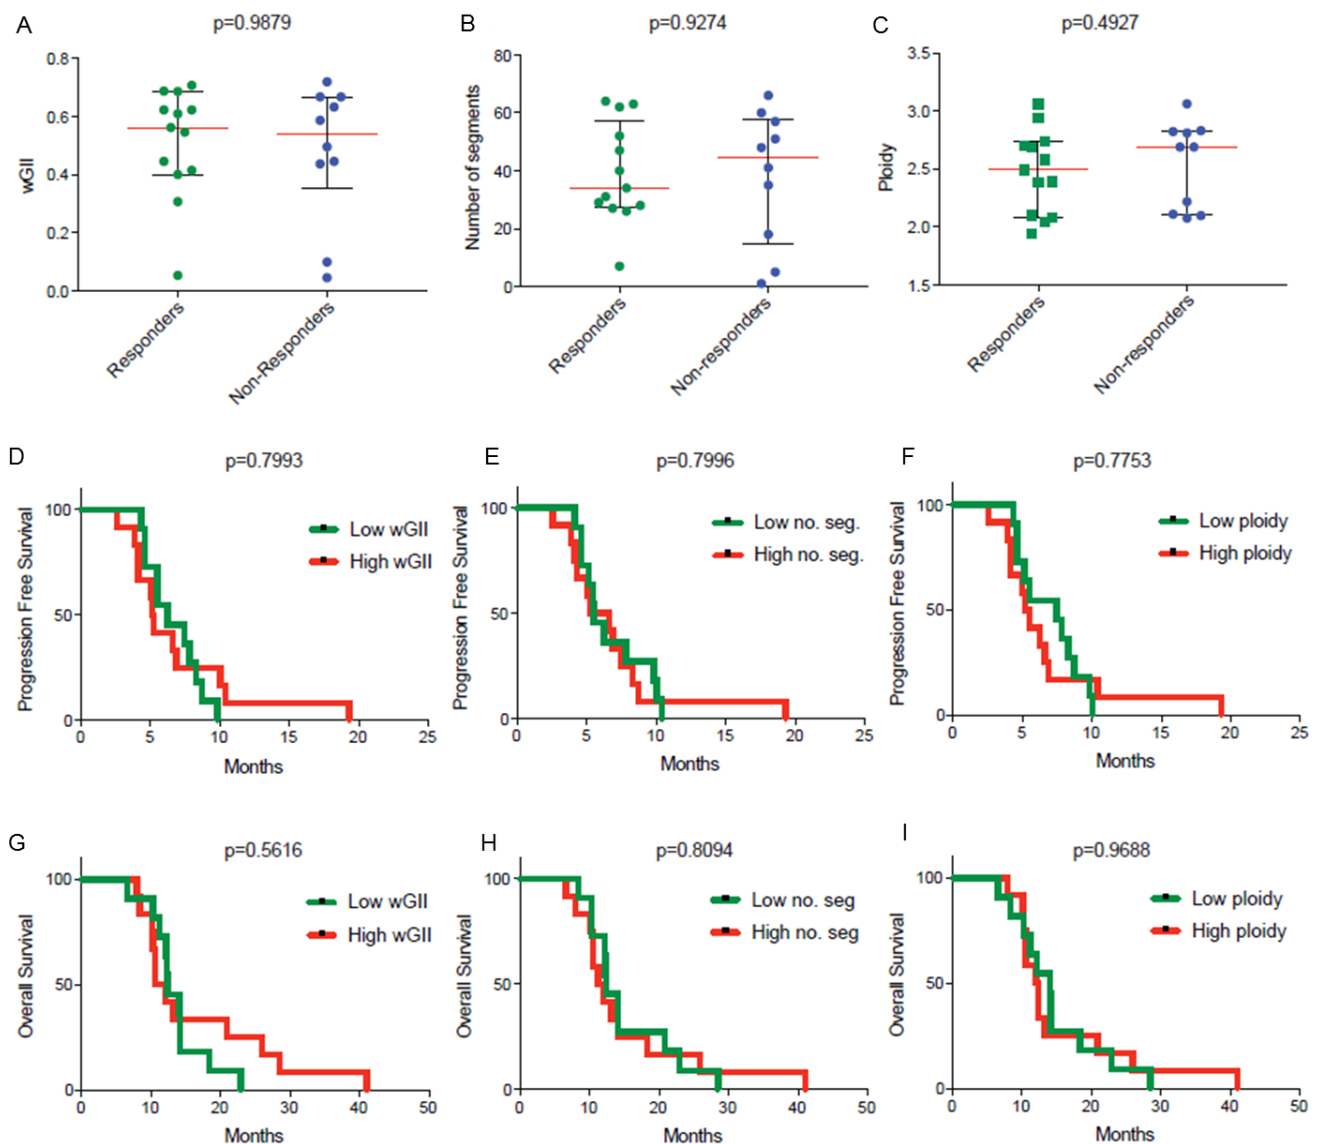 A
p=0.9879
wGII
0.8
0.6
0.4
0.2
0.0
Responders
Non-Responders
B
p=0.9274
Number of segments
80
60
40
20
0
Responders
Non-responders
C
p=0.4927
Ploidy
3.5
3.0
2.5
2.0
1.5
Responders
Non-responders
D
p=0.7993
Progression Free Survival
100
50
0
Low wGII
High wGII
0 5 10 15 20 25
Months
E
p=0.7996
Progression Free Survival
100
50
0
Low no. seg.
High no. seg.
0 5 10 15 20 25
Months
F
p=0.7753
Progression Free Survival
100
50
0
Low ploidy
High ploidy
0 5 10 15 20 25
Months
G
p=0.5616
Overall Survival
100
50
0
Low wGII
High wGII
0 10 20 30 40 50
Months
H
p=0.8094
Overall Survival
100
50
0
Low no. seg
High no. seg
0 10 20 30 40 50
Months
I
p=0.9688
Overall Survival
100
50
0
Low ploidy
High ploidy
0 10 20 30 40 50
Months